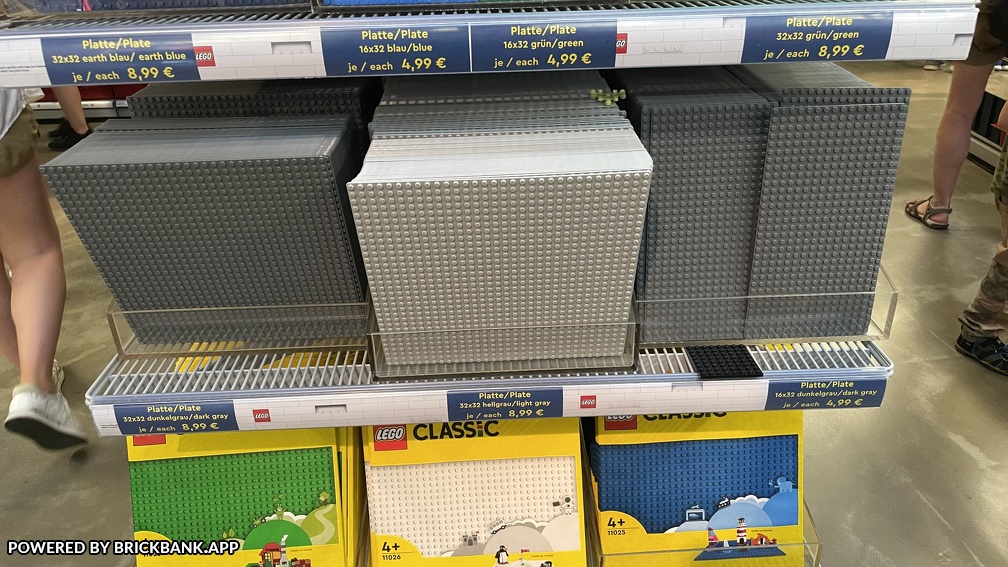 Platte/Plate
32x32 earth blau/ earth blue
je / each 8,99 €
LEGO
Platte/Plate
16x32 blau/blue
je / each 4,99 €
Platte/Plate
16x32 grün/green
je / each 4,99 €
LEGO
Platte/Plate
32x32 grün/green
je / each 8,99 €
Platte/Plate
32x32 dunkelgrau/dark gray
je / each 8,99 €
LEGO
Platte/Plate
32x32 hellgrau/light gray
je / each 8,99 €
LEGO
Platte/Plate
16x32 dunkelgrau/dark gray
je / each 4,99 €
LEGO CLASSIC
CLASSIC
4+
11026
4+
11025
POWERED BY BRICKBANK.APP